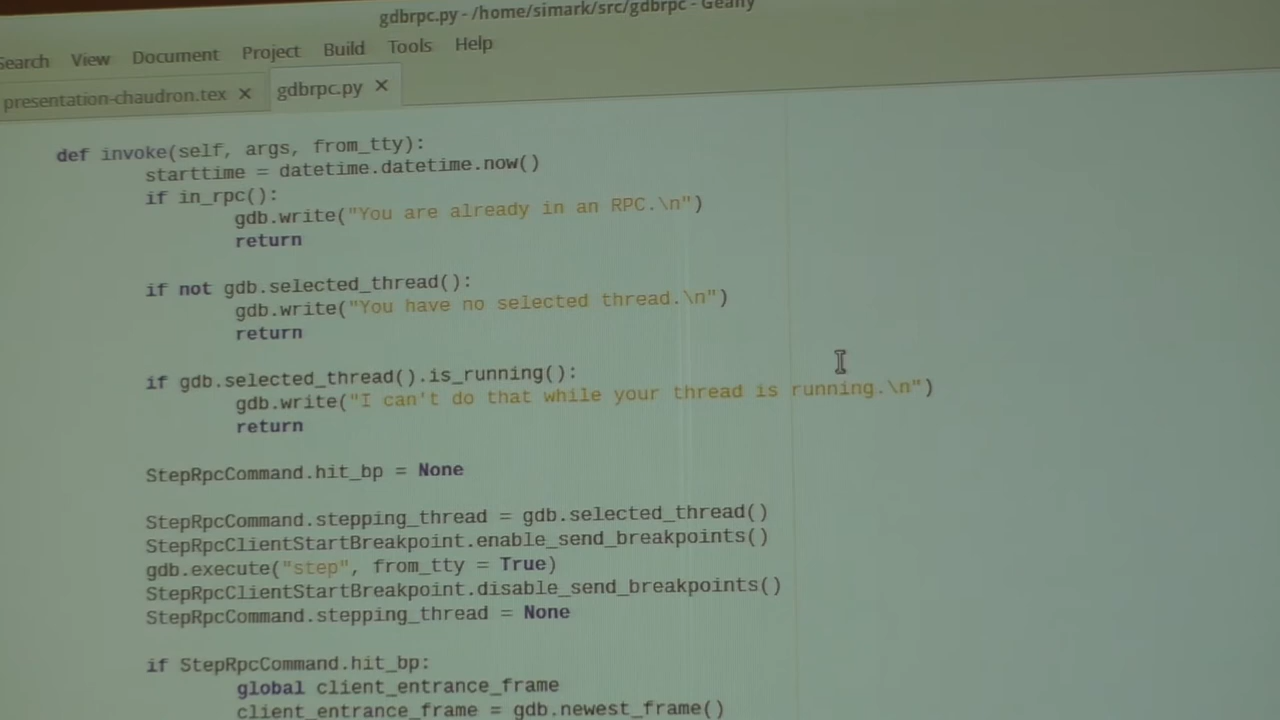 gdbrpc.py - /home/simark/src/gdbrpc - Geany
Search View Document Project Build Tools Help
presentation-chaudron.tex × gdbrpc.py ×
def invoke(self, args, from_tty):
starttime = datetime.datetime.now()
if in_rpc():
gdb.write("You are already in an RPC.\n")
return
if not gdb.selected_thread():
gdb.write("You have no selected thread.\n")
return
if gdb.selected_thread().is_running():
gdb.write("I can't do that while your thread is running.\n")
return
StepRpcCommand.hit_bp = None
StepRpcCommand.stepping_thread = gdb.selected_thread()
StepRpcClientStartBreakpoint.enable_send_breakpoints()
gdb.execute("step", from_tty = True)
StepRpcClientStartBreakpoint.disable_send_breakpoints()
StepRpcCommand.stepping_thread = None
if StepRpcCommand.hit_bp:
global client_entrance_frame
client_entrance_frame = gdb.newest_frame()